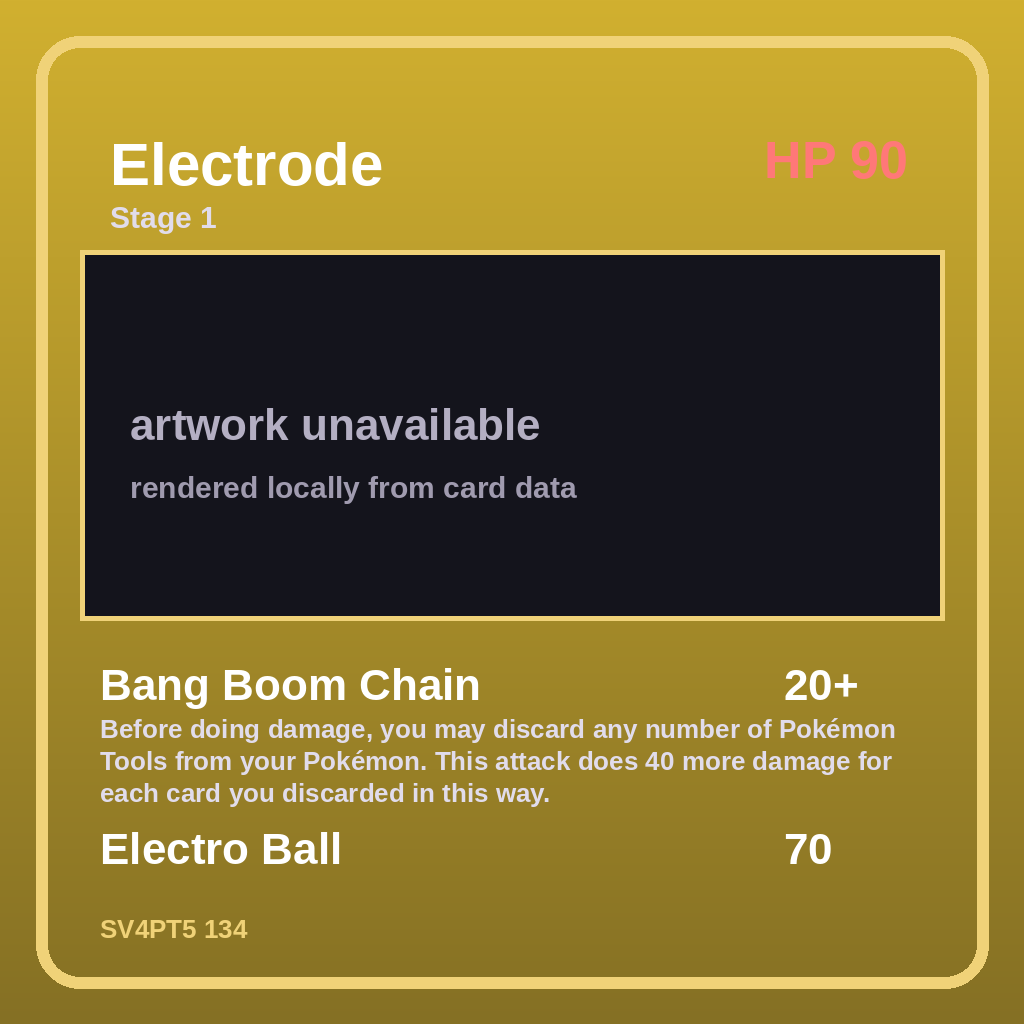 Electrode
HP 90
Stage 1
artwork unavailable
rendered locally from card data
Bang Boom Chain
20+
Before doing damage, you may discard any number of Pokémon
Tools from your Pokémon. This attack does 40 more damage for
each card you discarded in this way.
Electro Ball
70
SV4PT5 134